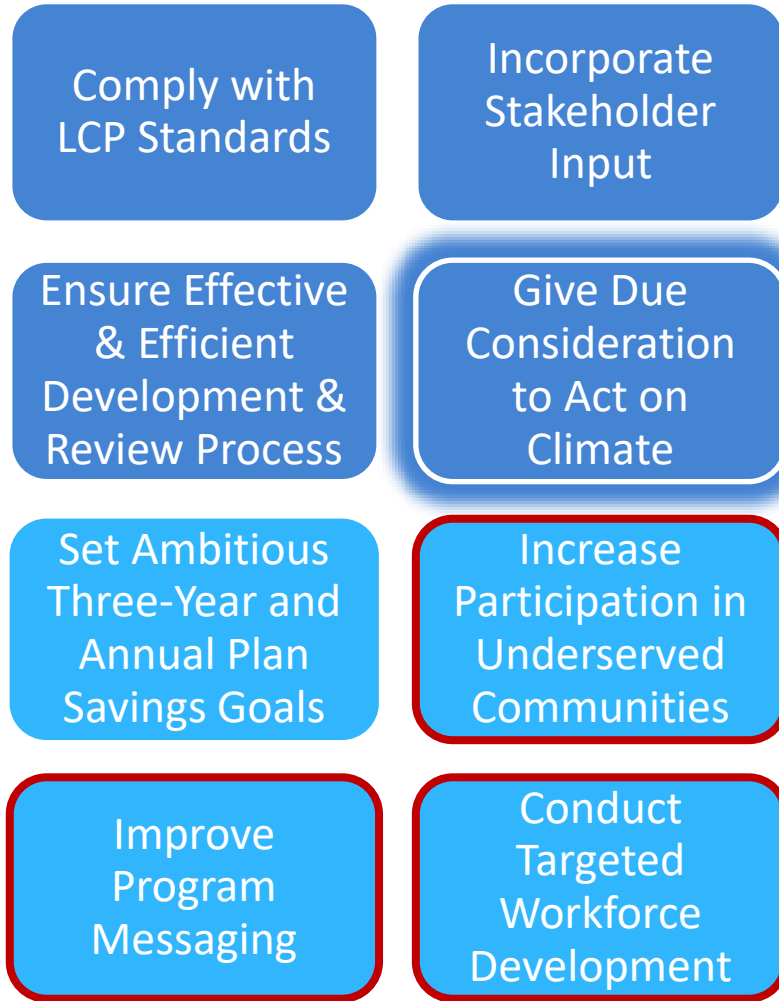 Comply with
LCP Standards
Incorporate
Stakeholder
Input
Ensure Effective
& Efficient
Development &
Review Process
Give Due
Consideration
to Act on
Climate
Set Ambitious
Three-Year and
Annual Plan
Savings Goals
Increase
Participation in
Underserved
Communities
Improve
Program
Messaging
Conduct
Targeted
Workforce
Development